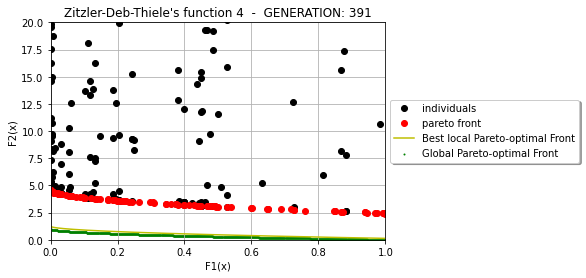 Zitzler-Deb-Thiele's function 4 - GENERATION: 391
F2(x)
20.0
17.5
15.0
12.5
10.0
7.5
5.0
2.5
0.0
0.0 0.2 0.4 0.6 0.8 1.0
F1(x)
individuals
pareto front
Best local Pareto-optimal Front
Global Pareto-optimal Front